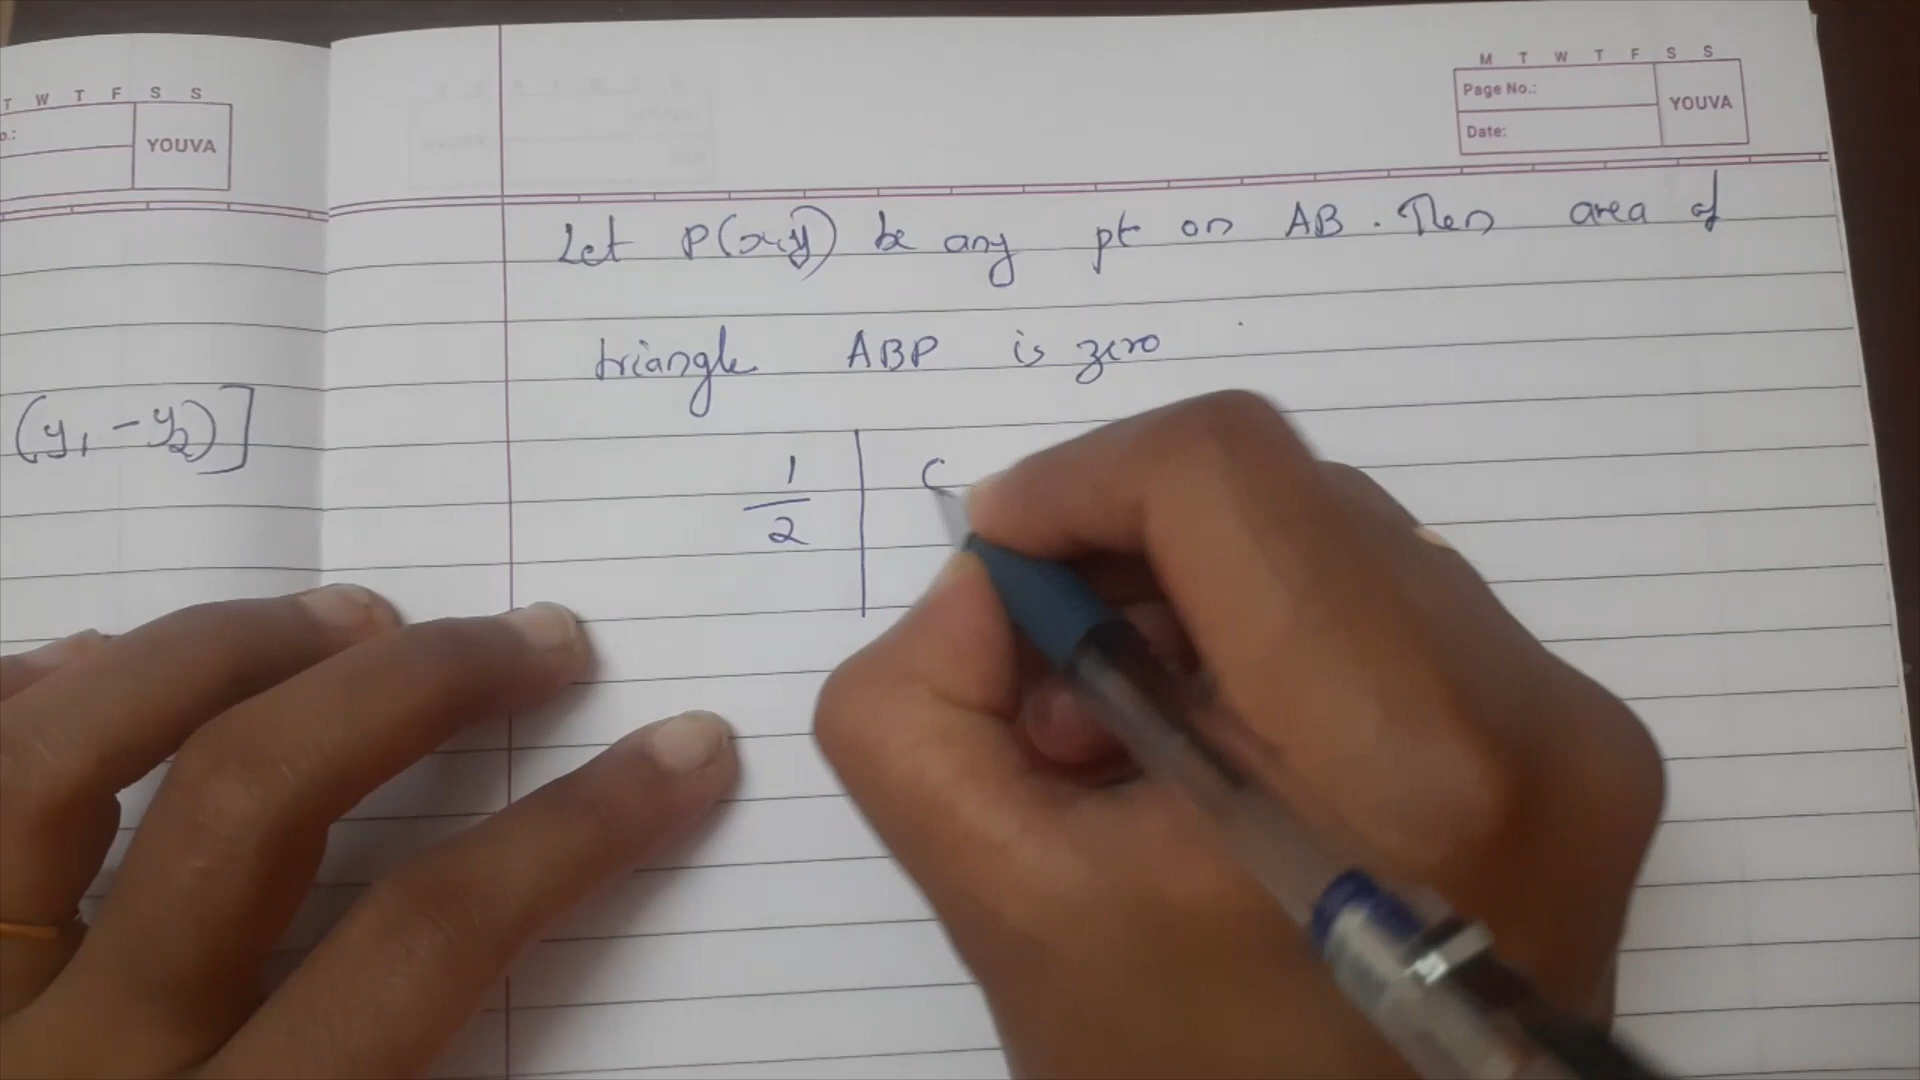 T W T F S S
o.:
YOUVA
(y₁ - y₂)]
M T W T F S S
Page No.:
YOUVA
Date:
Let P(x,y) be any pt on AB. Then area of
triangle ABP is zero
1/2 |